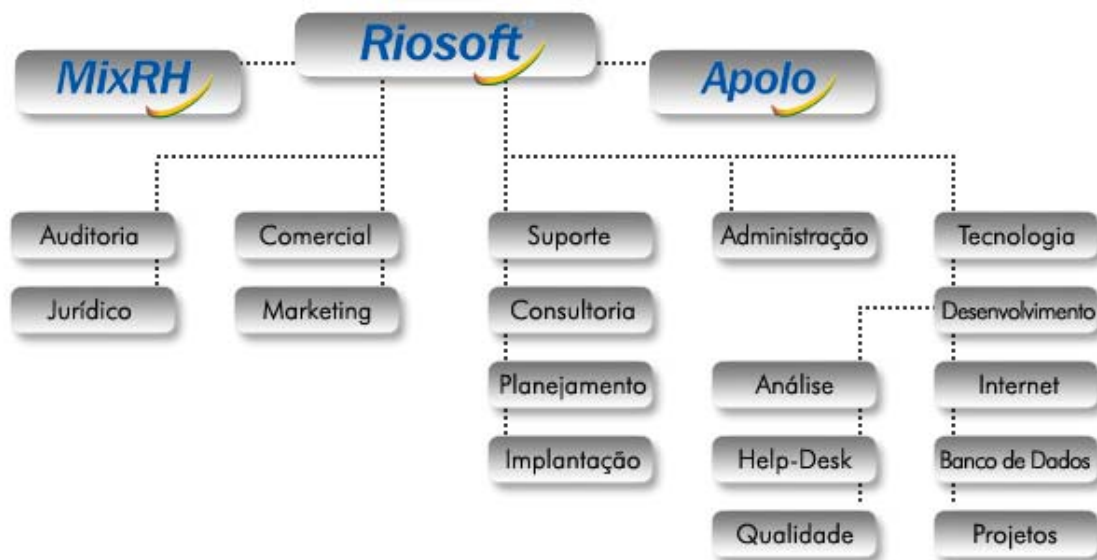 Riosoft
MixRH
Apolo
Auditoria
Comercial
Suporte
Administração
Tecnologia
Jurídico
Marketing
Consultoria
Desenvolvimento
Planejamento
Análise
Internet
Implantação
Help-Desk
Banco de Dados
Qualidade
Projetos